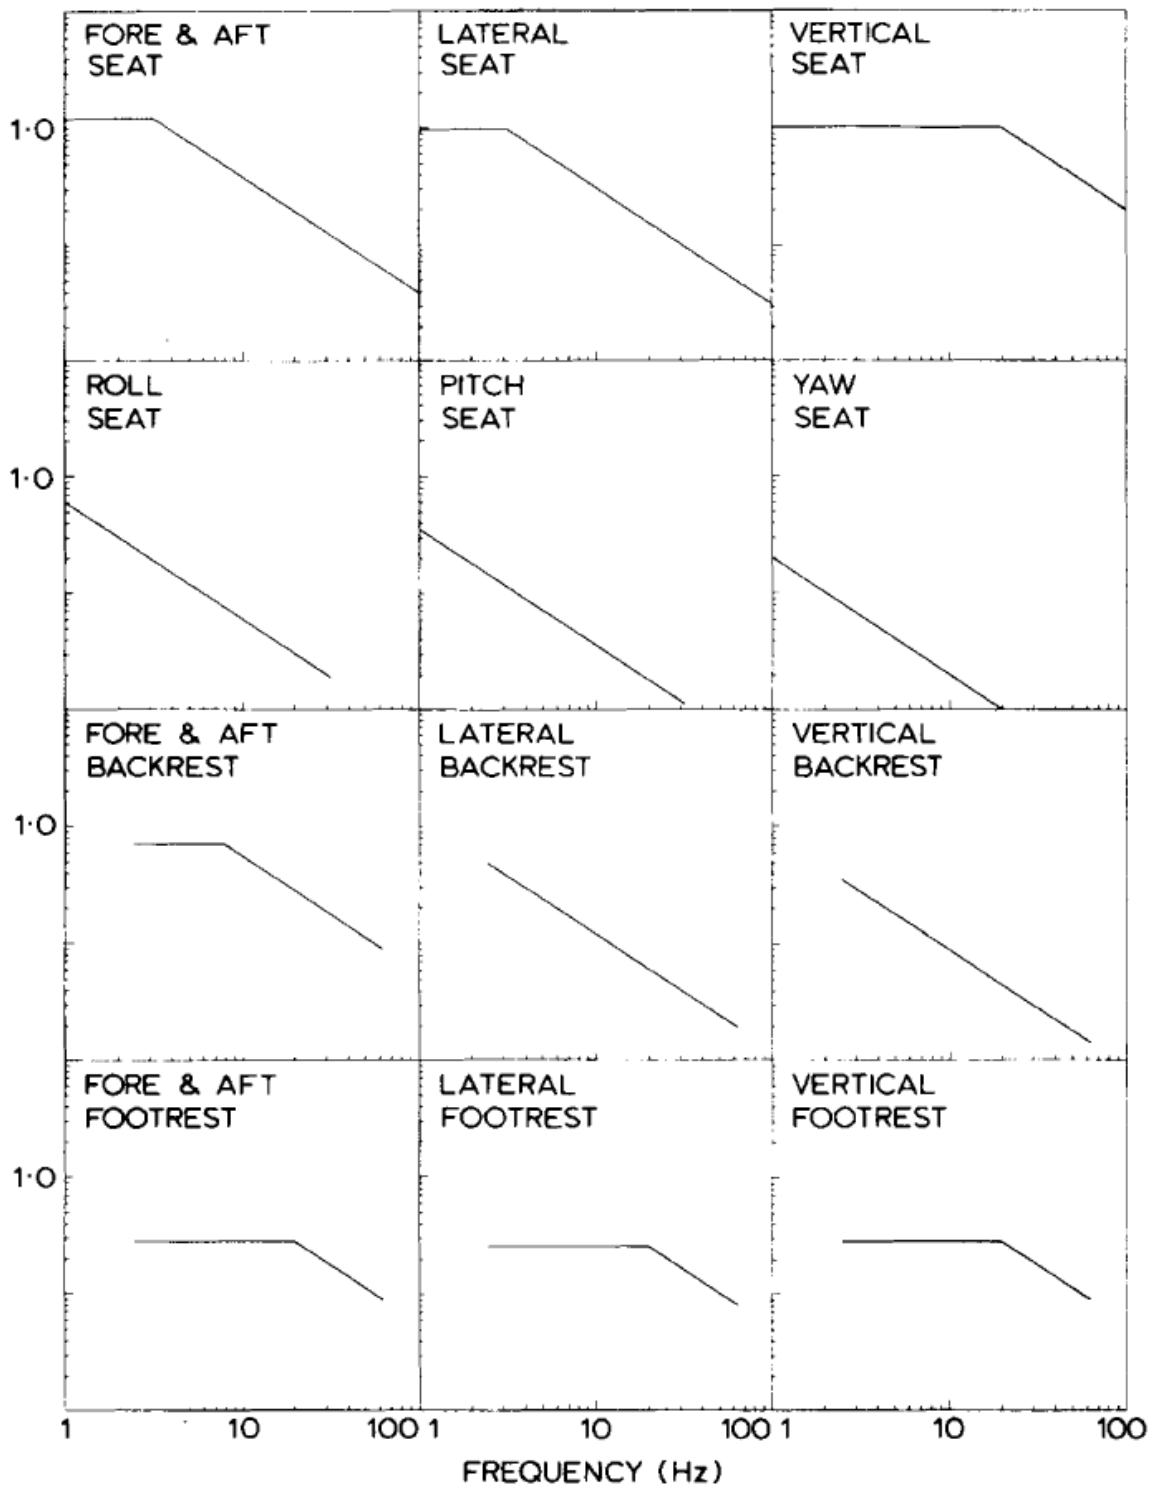 FORE & AFT
SEAT
LATERAL
SEAT
VERTICAL
SEAT
1·0
ROLL
SEAT
PITCH
SEAT
YAW
SEAT
1·0
FORE & AFT
BACKREST
LATERAL
BACKREST
VERTICAL
BACKREST
1·0
FORE & AFT
FOOTREST
LATERAL
FOOTREST
VERTICAL
FOOTREST
1·0
1 10 100 1 10 100 1 10 100
FREQUENCY (Hz)